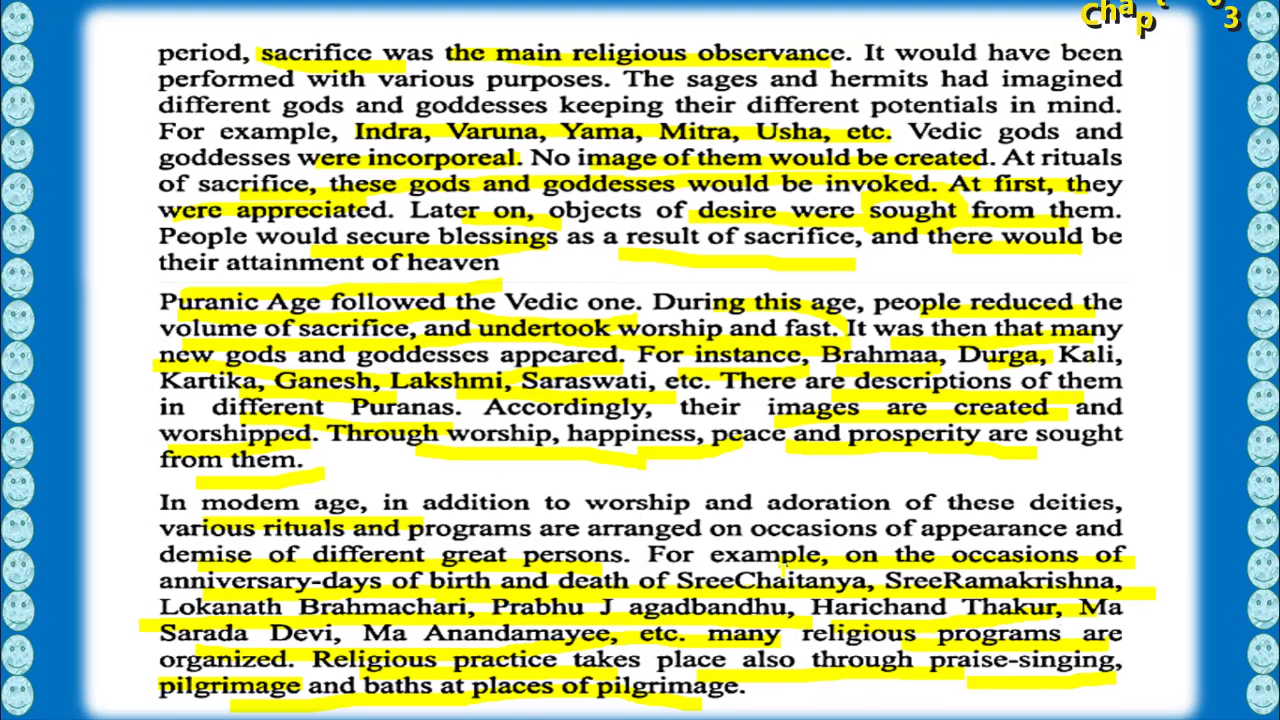 Chapt 03
period, sacrifice was the main religious observance. It would have been
performed with various purposes. The sages and hermits had imagined
different gods and goddesses keeping their different potentials in mind.
For example, Indra, Varuna, Yama, Mitra, Usha, etc. Vedic gods and
goddesses were incorporeal. No image of them would be created. At rituals
of sacrifice, these gods and goddesses would be invoked. At first, they
were appreciated. Later on, objects of desire were sought from them.
People would secure blessings as a result of sacrifice, and there would be
their attainment of heaven
Puranic Age followed the Vedic one. During this age, people reduced the
volume of sacrifice, and undertook worship and fast. It was then that many
new gods and goddesses appeared. For instance, Brahmaa, Durga, Kali,
Kartika, Ganesh, Lakshmi, Saraswati, etc. There are descriptions of them
in different Puranas. Accordingly, their images are created and
worshipped. Through worship, happiness, peace and prosperity are sought
from them.
In modem age, in addition to worship and adoration of these deities,
various rituals and programs are arranged on occasions of appearance and
demise of different great persons. For example, on the occasions of
anniversary-days of birth and death of SreeChaitanya, SreeRamakrishna,
Lokanath Brahmachari, Prabhu J agadbandhu, Harichand Thakur, Ma
Sarada Devi, Ma Anandamayee, etc. many religious programs are
organized. Religious practice takes place also through praise-singing,
pilgrimage and baths at places of pilgrimage.